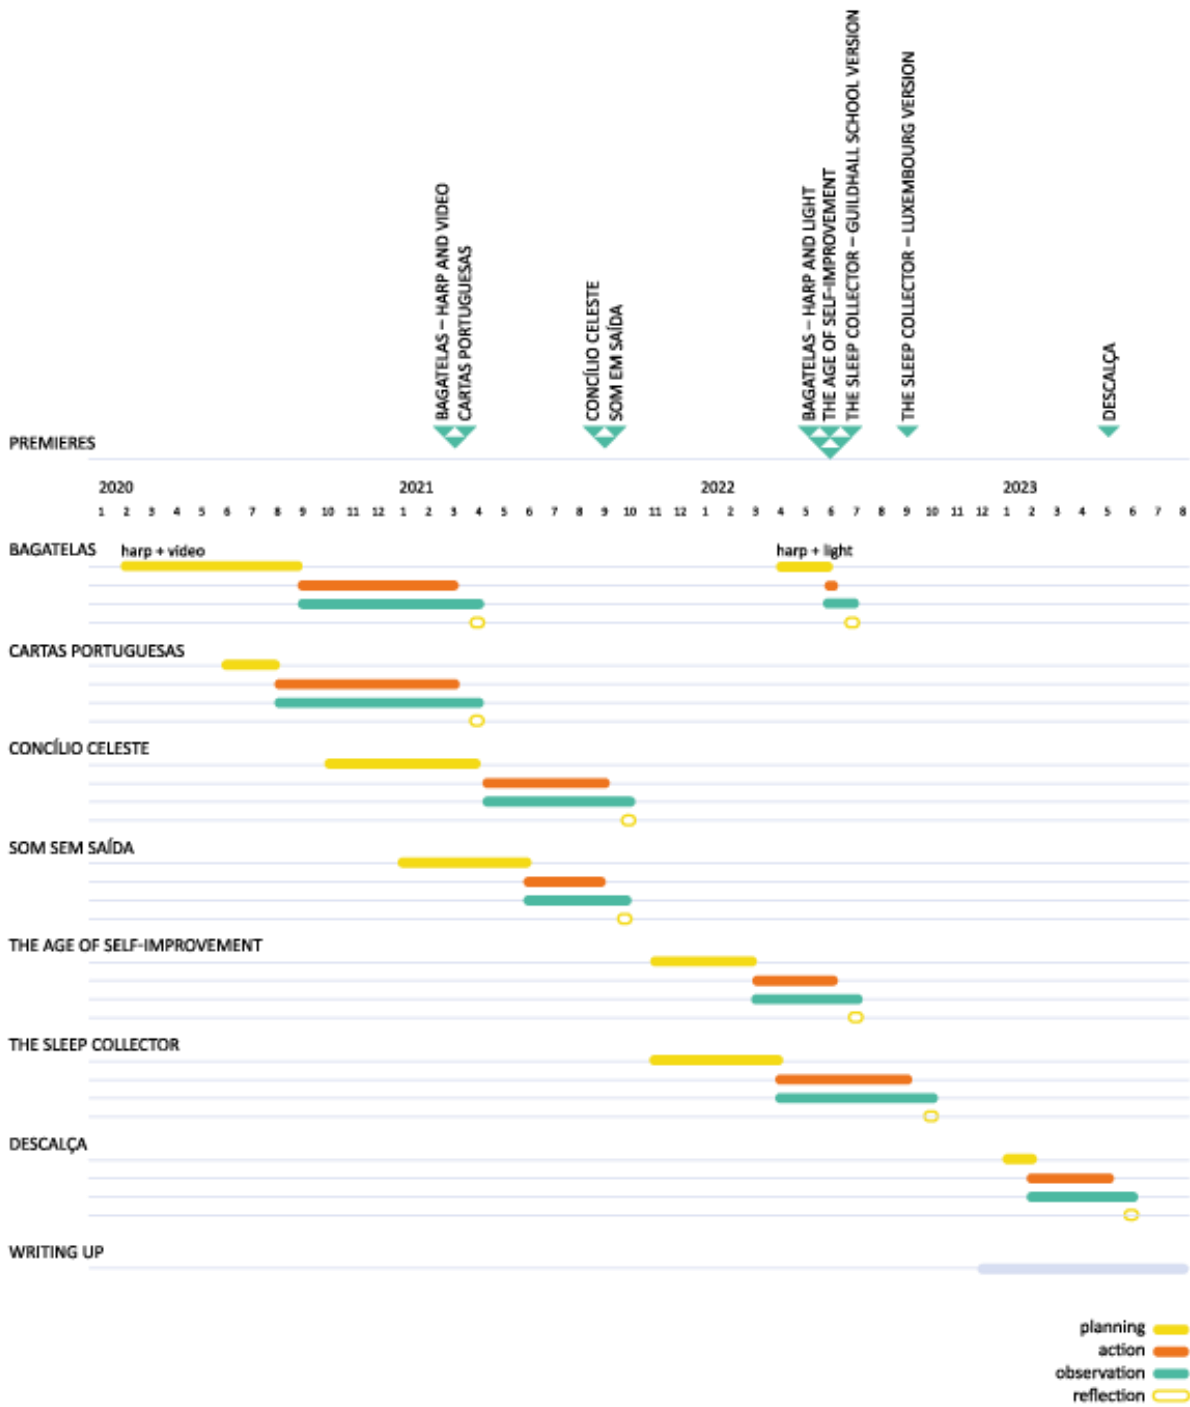 BAGATELAS – HARP AND VIDEO
CARTAS PORTUGUESAS
CONCÍLIO CELESTE
SOM EM SAÍDA
BAGATELAS – HARP AND LIGHT
THE AGE OF SELF-IMPROVEMENT
THE SLEEP COLLECTOR – GUILDHALL SCHOOL VERSION
THE SLEEP COLLECTOR – LUXEMBOURG VERSION
DESCALÇA
PREMIERES
2020 2021 2022 2023
1 2 3 4 5 6 7 8 9 10 11 12 1 2 3 4 5 6 7 8 9 10 11 12 1 2 3 4 5 6 7 8 9 10 11 12 1 2 3 4 5 6 7 8
BAGATELAS harp + video harp + light
CARTAS PORTUGUESAS
CONCÍLIO CELESTE
SOM SEM SAÍDA
THE AGE OF SELF-IMPROVEMENT
THE SLEEP COLLECTOR
DESCALÇA
WRITING UP
planning
action
observation
reflection